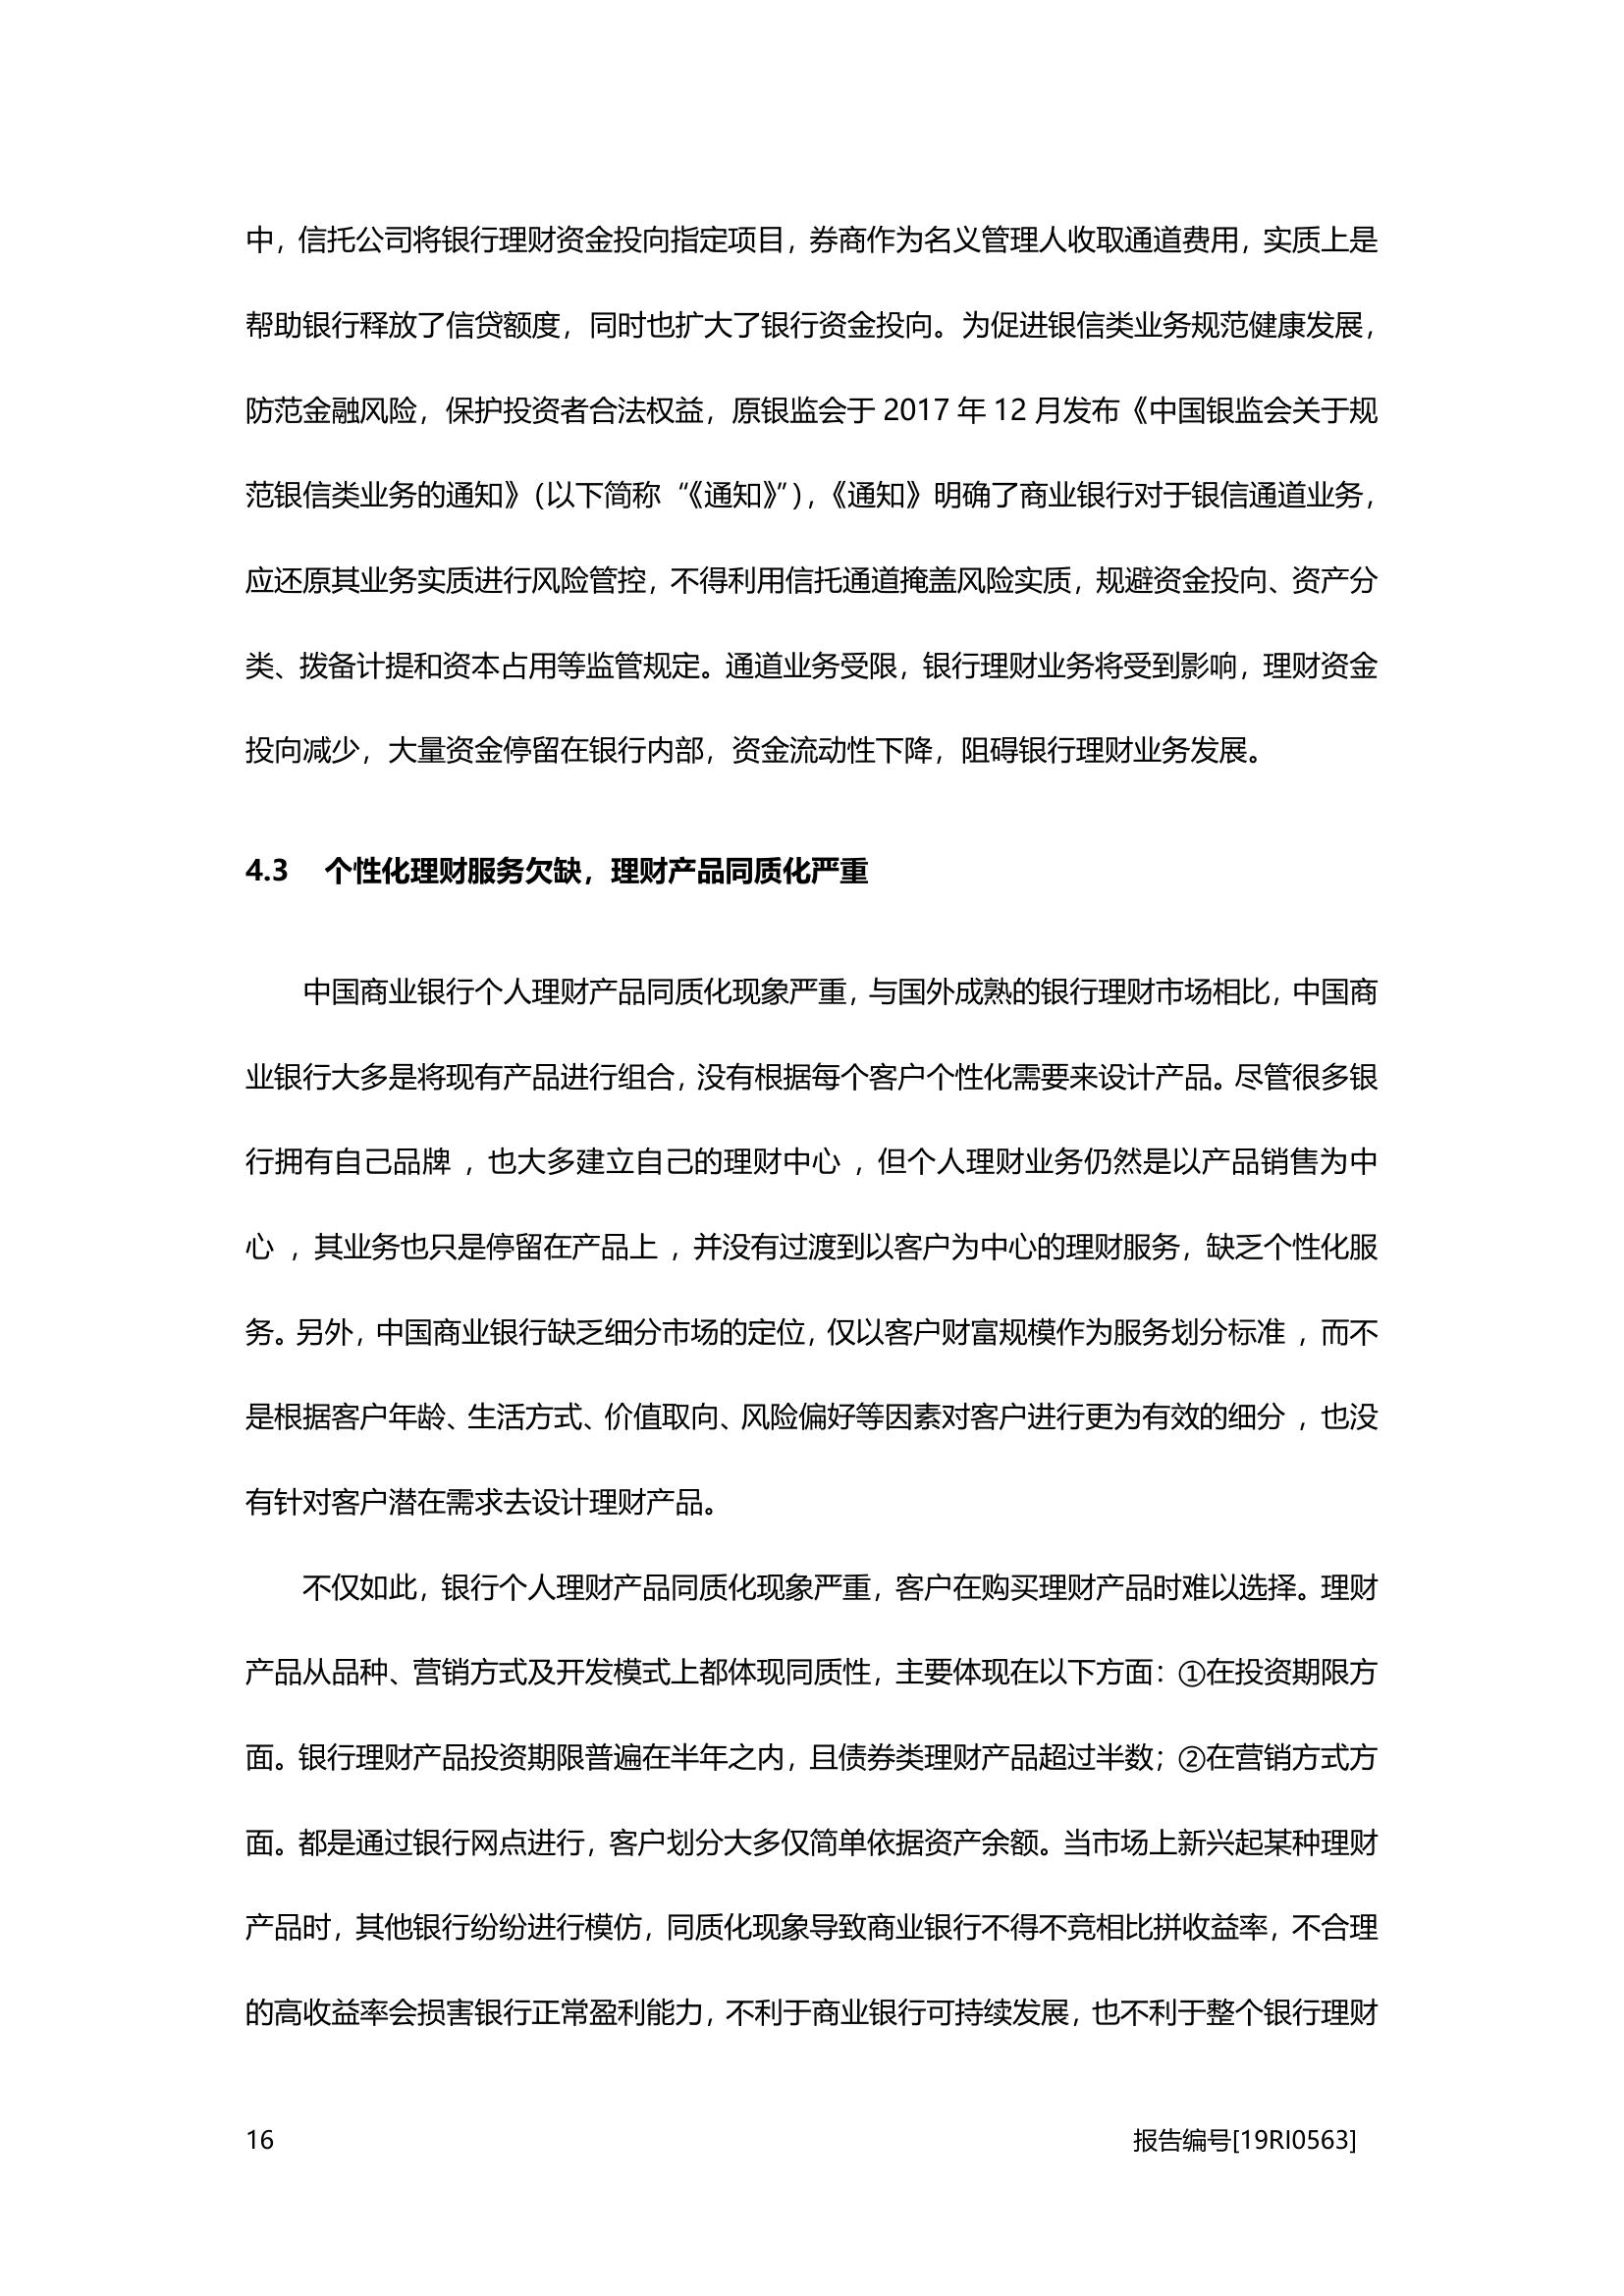 中，信托公司将银行理财资金投向指定项目，券商作为名义管理人收取通道费用，实质上是
帮助银行释放了信贷额度，同时也扩大了银行资金投向。为促进银信类业务规范健康发展，
防范金融风险，保护投资者合法权益，原银监会于 2017 年 12 月发布《中国银监会关于规
范银信类业务的通知》（以下简称“《通知》”），《通知》明确了商业银行对于银信通道业务，
应还原其业务实质进行风险管控，不得利用信托通道掩盖风险实质，规避资金投向、资产分
类、拨备计提和资本占用等监管规定。通道业务受限，银行理财业务将受到影响，理财资金
投向减少，大量资金停留在银行内部，资金流动性下降，阻碍银行理财业务发展。
4.3 个性化理财服务欠缺，理财产品同质化严重
中国商业银行个人理财产品同质化现象严重，与国外成熟的银行理财市场相比，中国商
业银行大多是将现有产品进行组合，没有根据每个客户个性化需要来设计产品。尽管很多银
行拥有自己品牌 ，也大多建立自己的理财中心 ，但个人理财业务仍然是以产品销售为中
心 ，其业务也只是停留在产品上 ，并没有过渡到以客户为中心的理财服务，缺乏个性化服
务。另外，中国商业银行缺乏细分市场的定位，仅以客户财富规模作为服务划分标准 ，而不
是根据客户年龄、生活方式、价值取向、风险偏好等因素对客户进行更为有效的细分 ，也没
有针对客户潜在需求去设计理财产品。
不仅如此，银行个人理财产品同质化现象严重，客户在购买理财产品时难以选择。理财
产品从品种、营销方式及开发模式上都体现同质性，主要体现在以下方面：①在投资期限方
面。银行理财产品投资期限普遍在半年之内，且债券类理财产品超过半数；②在营销方式方
面。都是通过银行网点进行，客户划分大多仅简单依据资产余额。当市场上新兴起某种理财
产品时，其他银行纷纷进行模仿，同质化现象导致商业银行不得不竞相比拼收益率，不合理
的高收益率会损害银行正常盈利能力，不利于商业银行可持续发展，也不利于整个银行理财
16 报告编号[19RI0563]